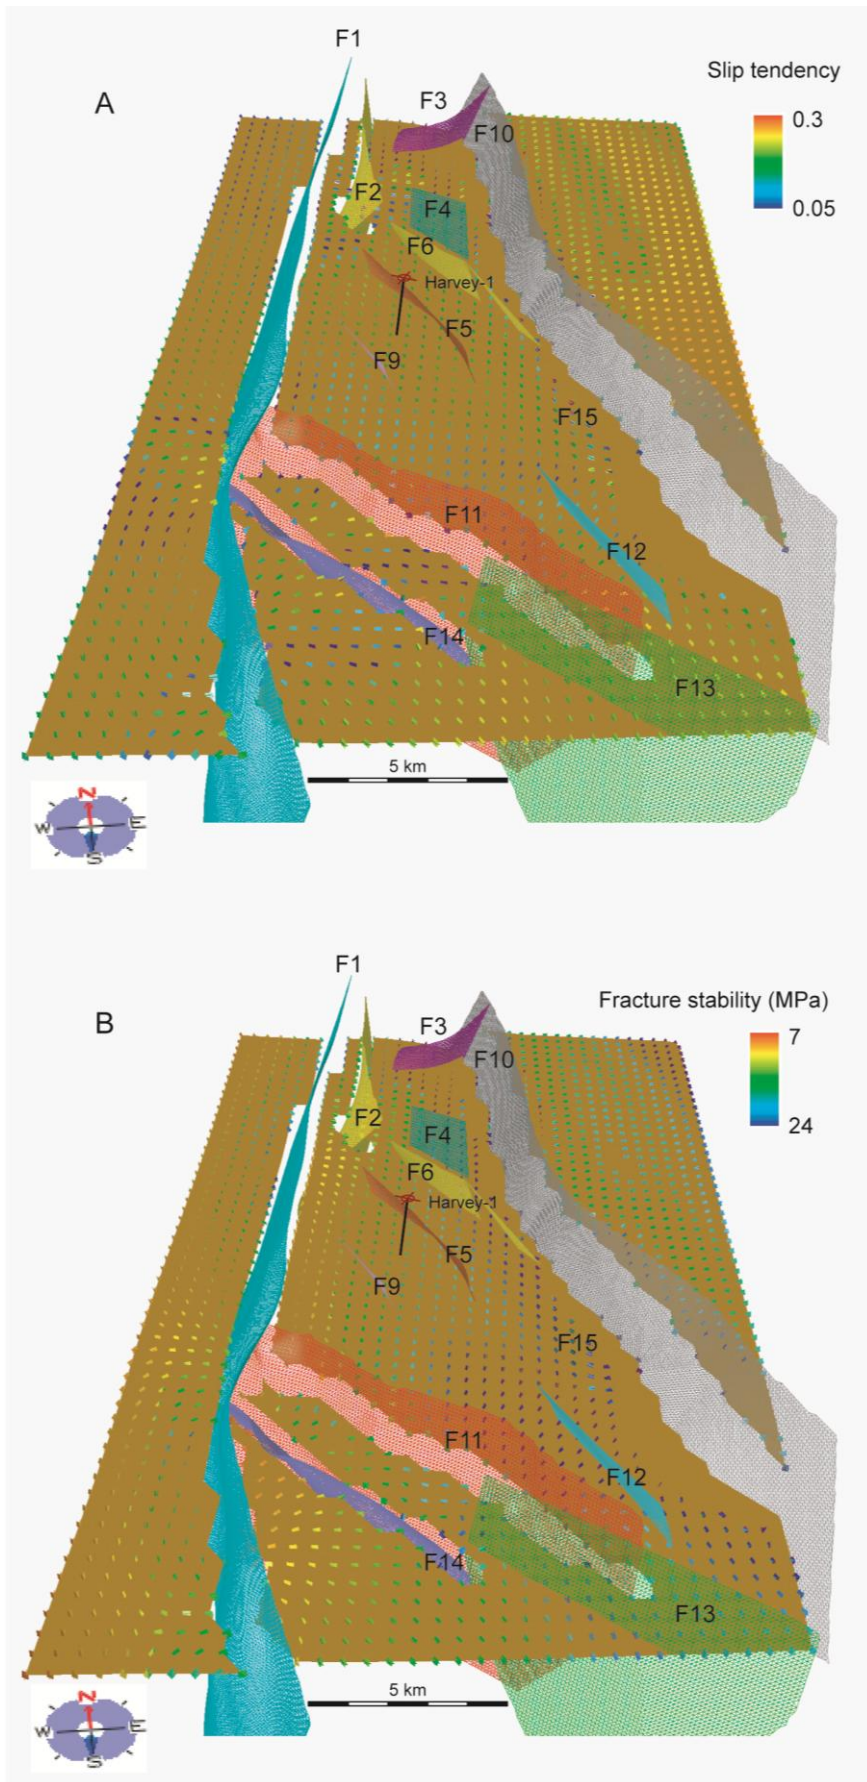 F1
A
Slip tendency
F3
0.3
F10
0.05
F2
F4
F6
Harvey-1
F5
F9
F15
F11
F12
F14
F13
5 km
N
W
E
S
F1
B
Fracture stability (MPa)
F3
7
F10
24
F2
F4
F6
Harvey-1
F5
F9
F15
F11
F12
F14
F13
5 km
N
W
E
S